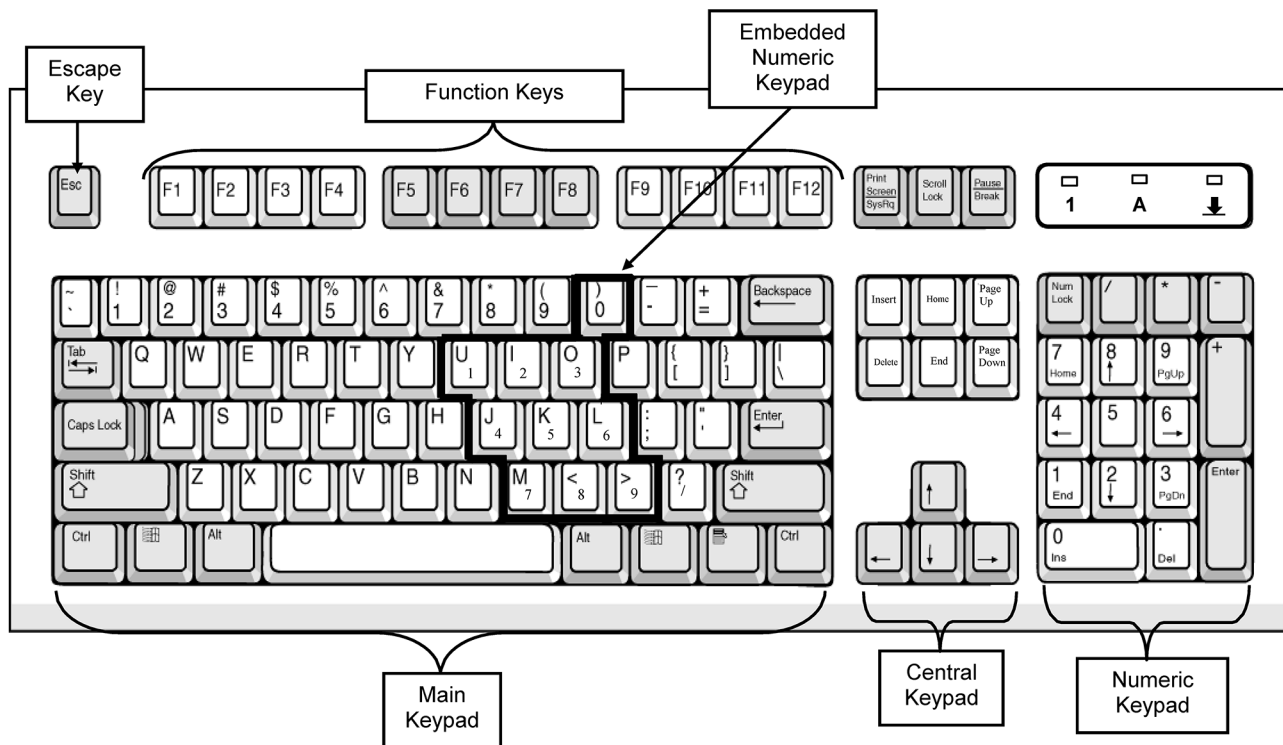 Embedded
Numeric
Keypad
Escape
Key
Function Keys
Esc
F1 F2 F3 F4 F5 F6 F7 F8 F9 F10 F11 F12
Print
Screen
SysRq
Scroll
Lock
Pause
Break
1 A
~ ! @ # $ % ^ & * ( ) — +
` 1 2 3 4 5 6 7 8 9 0 - =
Backspace
Tab
Q W E R T Y U 1 I 2 O 3 P { [ } ] | \
Caps Lock
A S D F G H J 4 K 5 L 6 : ; " '
Enter
Shift
Z X C V B N M 7 < 8 > 9 ? /
Shift
Ctrl Alt Alt Ctrl
Insert Home Page
Up
Delete End Page
Down
↑
← ↓ →
Num
Lock
/ * -
7 8 9 +
Home ↑ PgUp
4 5 6
← →
1 2 3 Enter
End ↓ PgDn
0 .
Ins Del
Main
Keypad
Central
Keypad
Numeric
Keypad